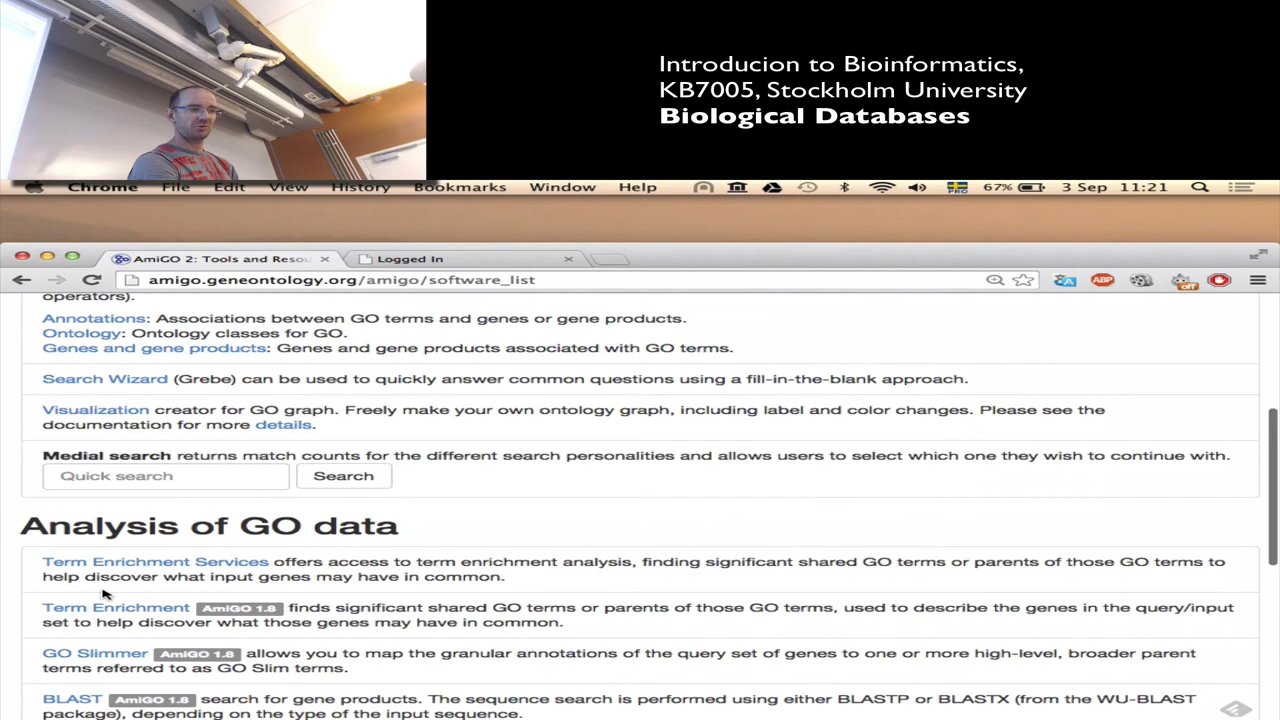 Introducion to Bioinformatics,
KB7005, Stockholm University
Biological Databases
Chrome File Edit View History Bookmarks Window Help 67% 3 Sep 11:21
AmiGO 2: Tools and Resou Logged In
amigo.geneontology.org/amigo/software_list
operators).
Annotations: Associations between GO terms and genes or gene products.
Ontology: Ontology classes for GO.
Genes and gene products: Genes and gene products associated with GO terms.
Search Wizard (Grebe) can be used to quickly answer common questions using a fill-in-the-blank approach.
Visualization creator for GO graph. Freely make your own ontology graph, including label and color changes. Please see the
documentation for more details.
Medial search returns match counts for the different search personalities and allows users to select which one they wish to continue with.
Quick search Search
Analysis of GO data
Term Enrichment Services offers access to term enrichment analysis, finding significant shared GO terms or parents of those GO terms to
help discover what input genes may have in common.
Term Enrichment AmiGO 1.8 finds significant shared GO terms or parents of those GO terms, used to describe the genes in the query/input
set to help discover what those genes may have in common.
GO Slimmer AmiGO 1.8 allows you to map the granular annotations of the query set of genes to one or more high-level, broader parent
terms referred to as GO Slim terms.
BLAST AmiGO 1.8 search for gene products. The sequence search is performed using either BLASTP or BLASTX (from the WU-BLAST
package), depending on the type of the input sequence.